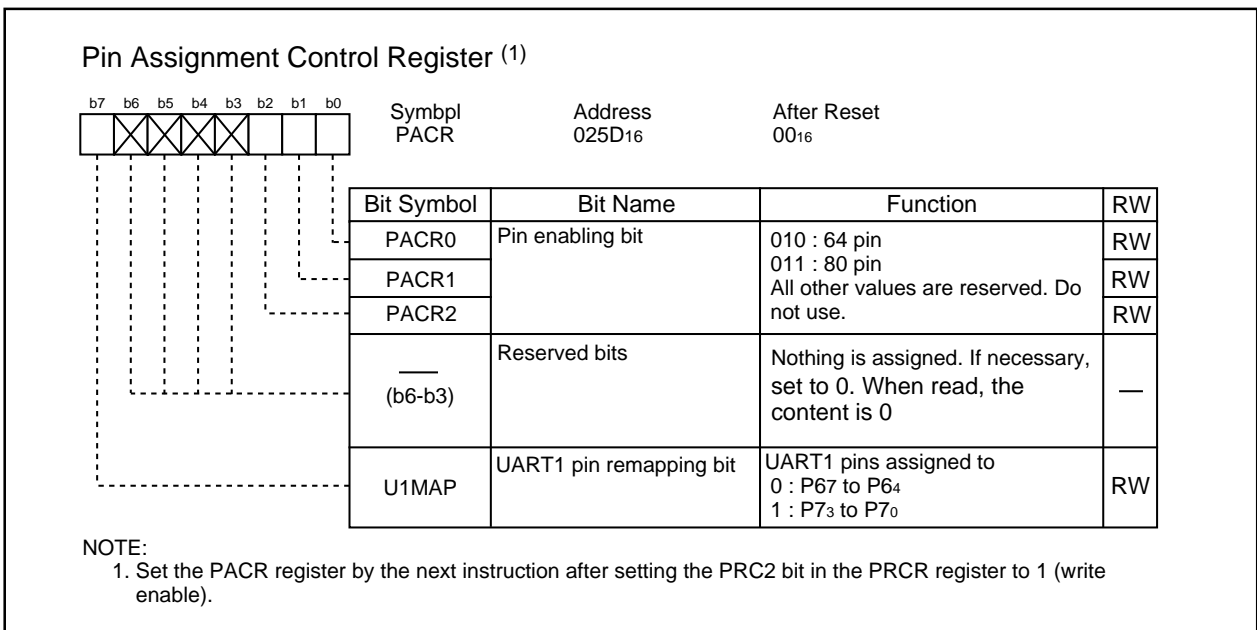 Pin Assignment Control Register (1)
b7 b6 b5 b4 b3 b2 b1 b0
Symbpl Address After Reset
PACR 025D16 0016
Bit Symbol Bit Name Function RW
PACR0 Pin enabling bit 010 : 64 pin RW
011 : 80 pin
PACR1 All other values are reserved. Do RW
PACR2 not use. RW
Reserved bits Nothing is assigned. If necessary,
(b6-b3) set to 0. When read, the —
content is 0
UART1 pin remapping bit UART1 pins assigned to
U1MAP 0 : P67 to P64 RW
1 : P73 to P70
NOTE:
1. Set the PACR register by the next instruction after setting the PRC2 bit in the PRCR register to 1 (write
enable).